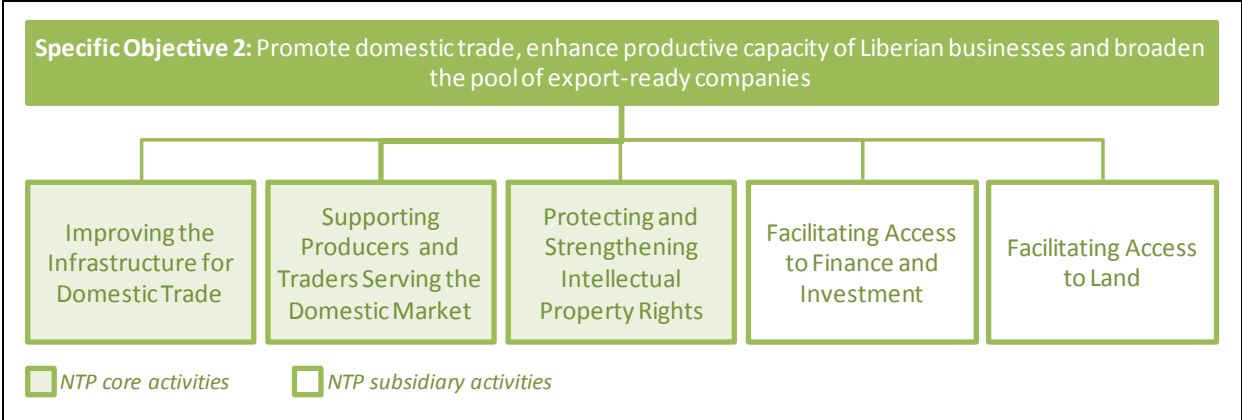 Specific Objective 2: Promote domestic trade, enhance productive capacity of Liberian businesses and broaden
the pool of export-ready companies
Improving the
Infrastructure for
Domestic Trade
Supporting
Producers and
Traders Serving the
Domestic Market
Protecting and
Strengthening
Intellectual
Property Rights
Facilitating Access
to Finance and
Investment
Facilitating Access
to Land
NTP core activities
NTP subsidiary activities